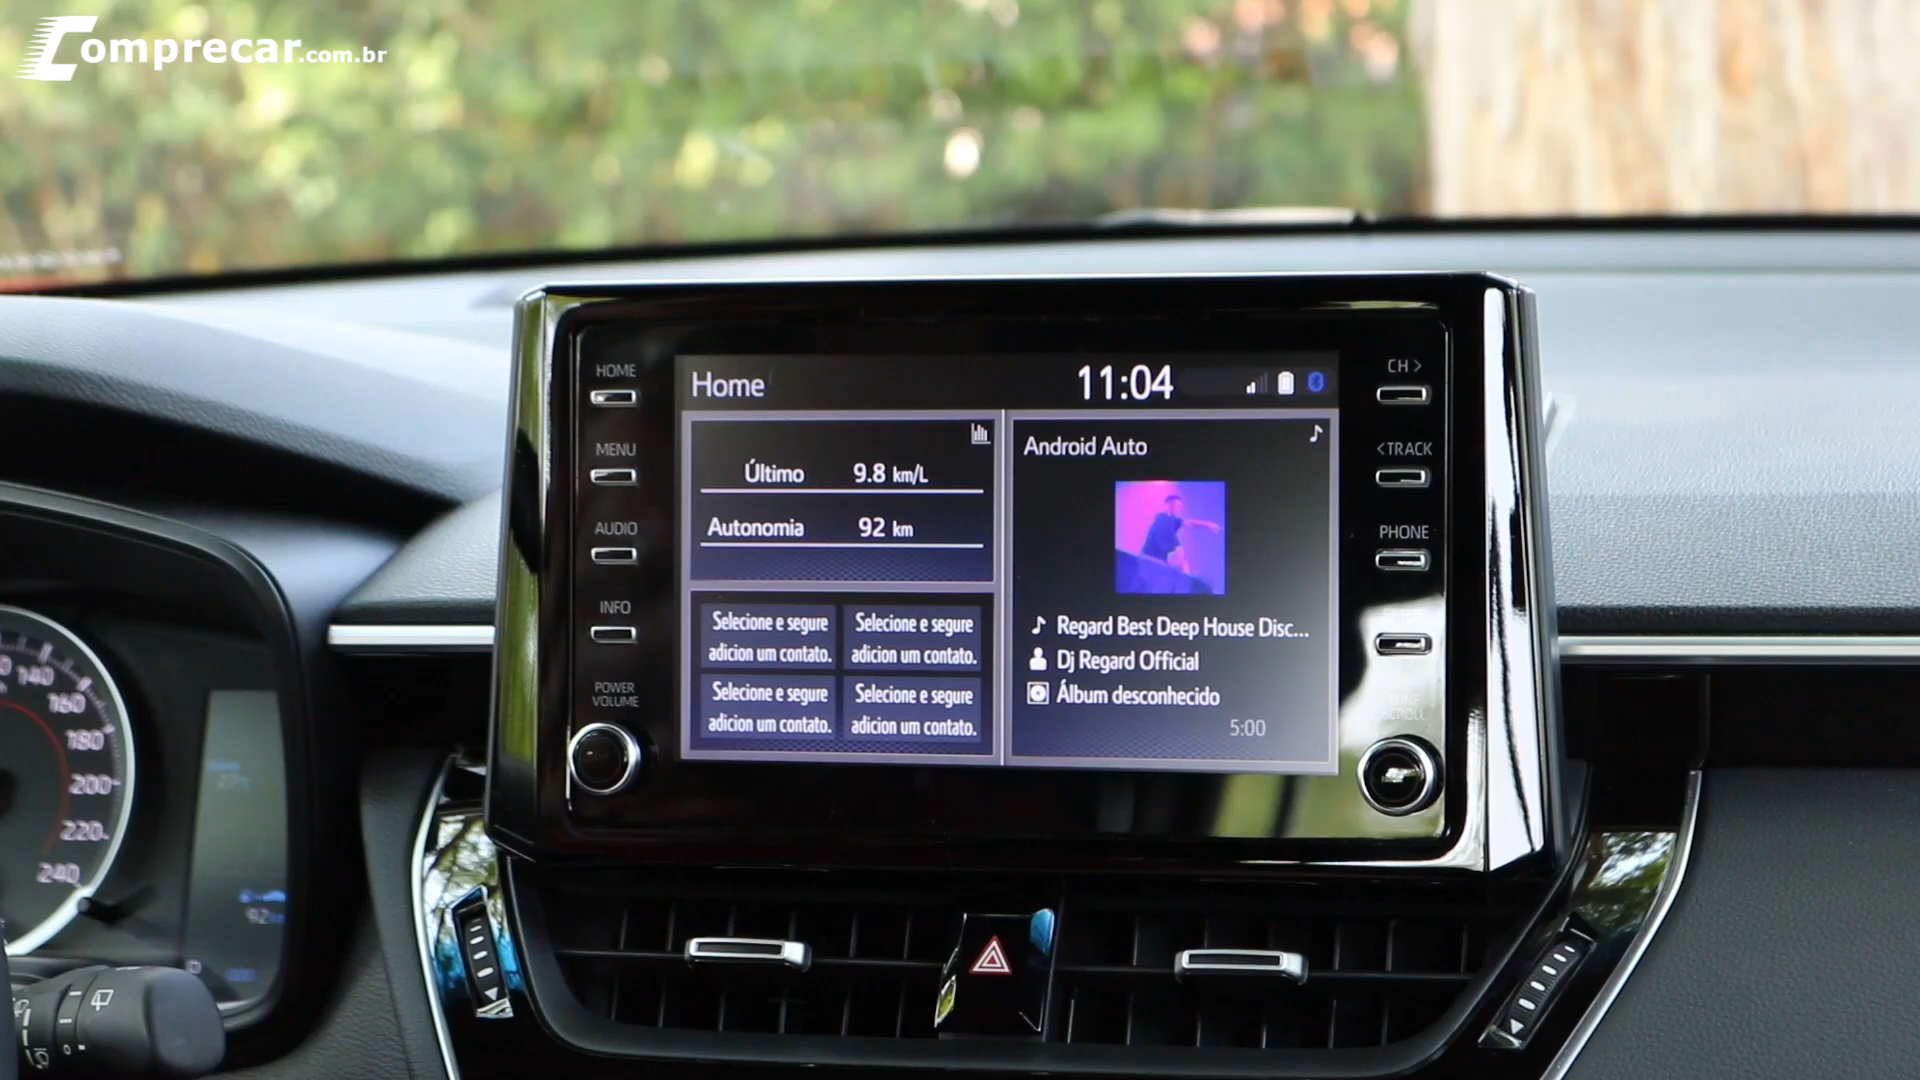 Comprecar.com.br
HOME
MENU
AUDIO
INFO
POWER
VOLUME
Home
11:04
Último 9.8 km/L
Autonomia 92 km
Selecione e segure
adicion um contato.
Selecione e segure
adicion um contato.
Selecione e segure
adicion um contato.
Selecione e segure
adicion um contato.
Android Auto
Regard Best Deep House Disc...
Dj Regard Official
Álbum desconhecido
5:00
CH >
< TRACK
PHONE
140
160
180
200
220
240
92